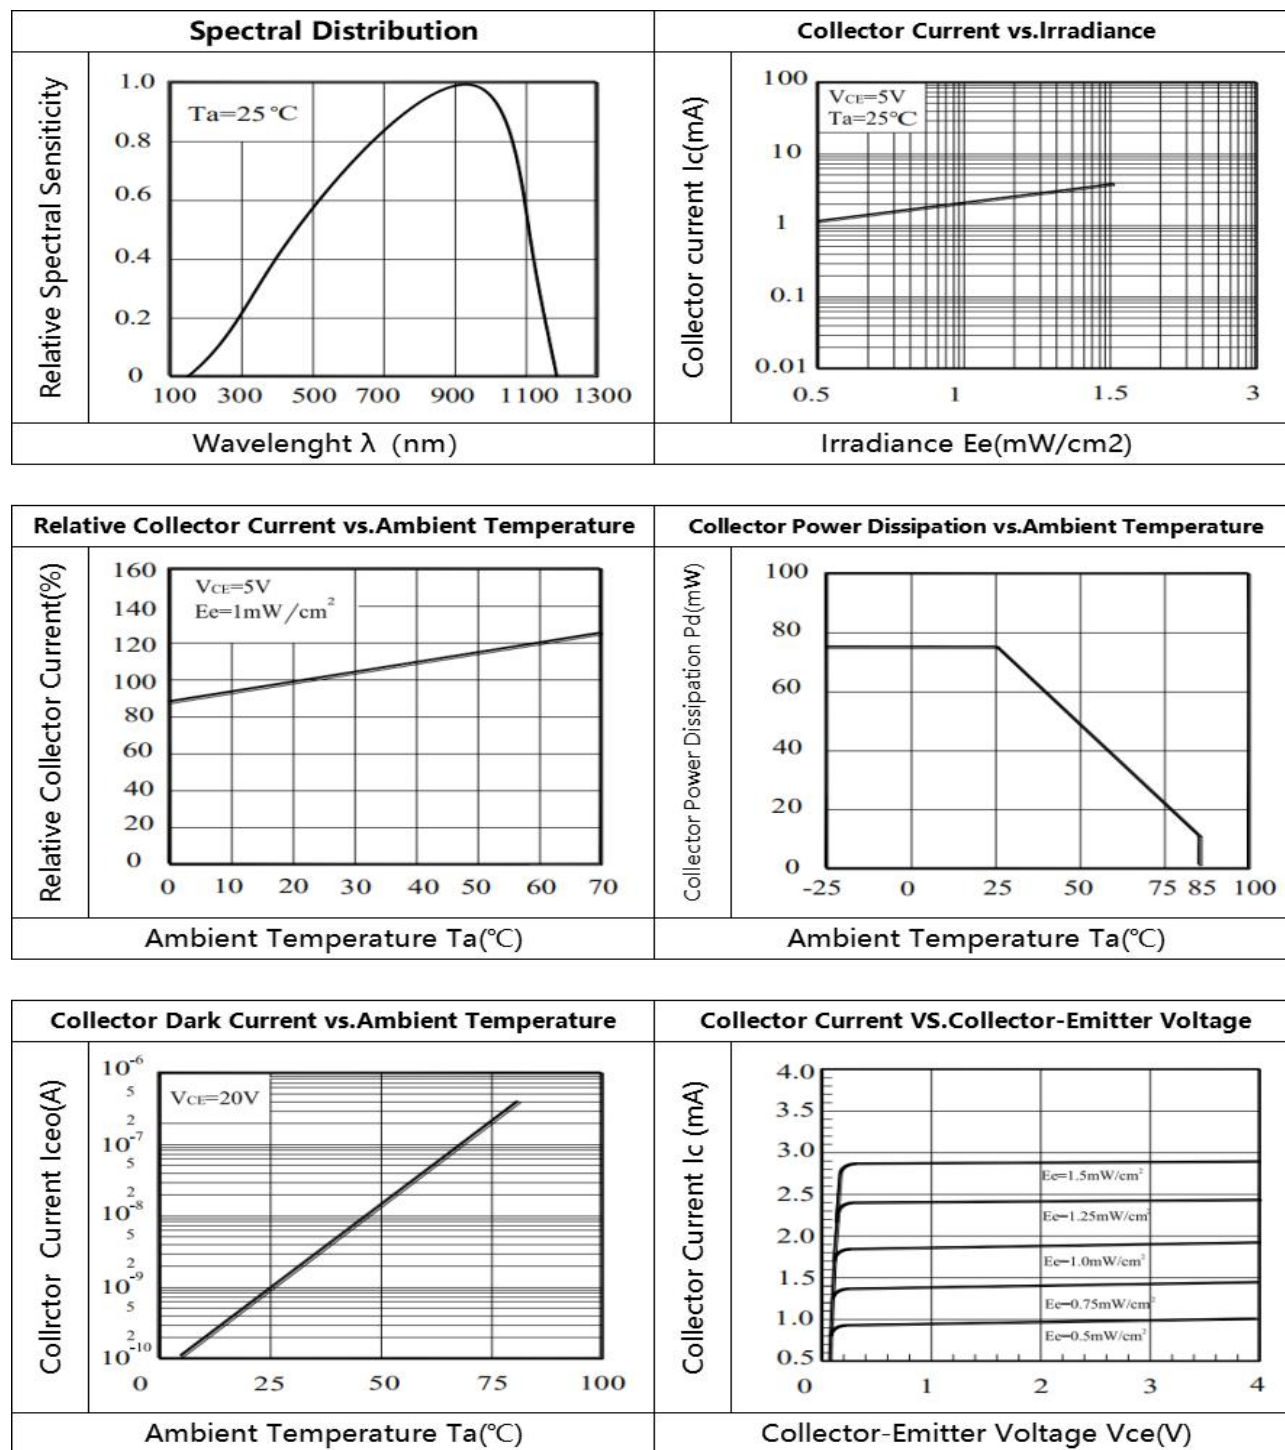 Spectral Distribution
Relative Spectral Sensiticity
1.0
0.8
0.6
0.4
0.2
0
Ta=25℃
100 300 500 700 900 1100 1300
Wavelenght λ (nm)
Collector Current vs.Irradiance
Collector current Ic(mA)
100
10
1
0.1
0.01
VCE=5V
Ta=25℃
0.5 1 1.5 3
Irradiance Ee(mW/cm2)
Relative Collector Current vs.Ambient Temperature
Relative Collector Current(%)
160
140
120
100
80
60
40
20
0
VCE=5V
Ee=1mW/cm²
0 10 20 30 40 50 60 70
Ambient Temperature Ta(℃)
Collector Power Dissipation vs.Ambient Temperature
Collector Power Dissipation Pd(mW)
100
80
60
40
20
0
-25 0 25 50 75 85 100
Ambient Temperature Ta(℃)
Collector Dark Current vs.Ambient Temperature
Collrctor Current Iceo(A)
10⁻⁶
5
2
10⁻⁷
5
2
10⁻⁸
5
2
10⁻⁹
5
2
10⁻¹⁰
VCE=20V
0 25 50 75 100
Ambient Temperature Ta(℃)
Collector Current VS.Collector-Emitter Voltage
Collector Current Ic (mA)
4.0
3.5
3.0
2.5
2.0
1.5
1.0
0.5
Ee=1.5mW/cm²
Ee=1.25mW/cm²
Ee=1.0mW/cm²
Ee=0.75mW/cm²
Ee=0.5mW/cm²
0 1 2 3 4
Collector-Emitter Voltage Vce(V)